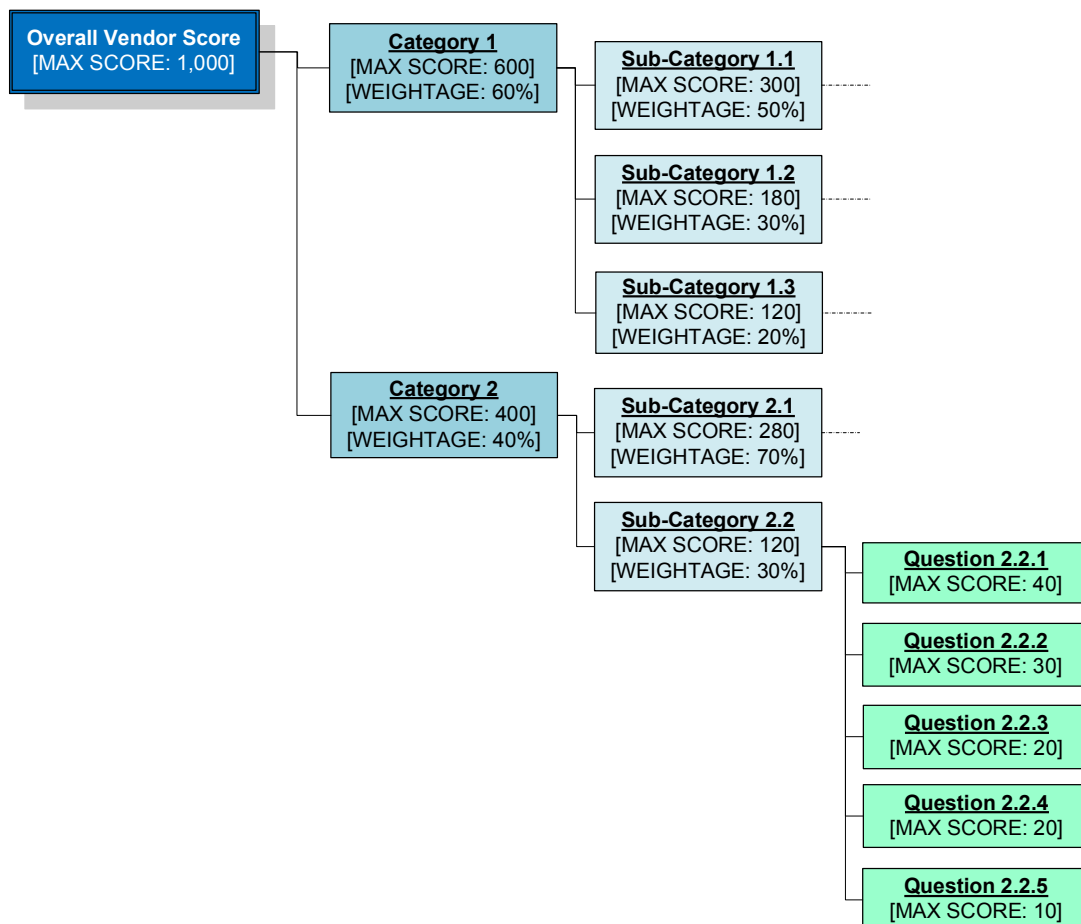 Overall Vendor Score
[MAX SCORE: 1,000]
Category 1
[MAX SCORE: 600]
[WEIGHTAGE: 60%]
Sub-Category 1.1
[MAX SCORE: 300]
[WEIGHTAGE: 50%]
Sub-Category 1.2
[MAX SCORE: 180]
[WEIGHTAGE: 30%]
Sub-Category 1.3
[MAX SCORE: 120]
[WEIGHTAGE: 20%]
Category 2
[MAX SCORE: 400]
[WEIGHTAGE: 40%]
Sub-Category 2.1
[MAX SCORE: 280]
[WEIGHTAGE: 70%]
Sub-Category 2.2
[MAX SCORE: 120]
[WEIGHTAGE: 30%]
Question 2.2.1
[MAX SCORE: 40]
Question 2.2.2
[MAX SCORE: 30]
Question 2.2.3
[MAX SCORE: 20]
Question 2.2.4
[MAX SCORE: 20]
Question 2.2.5
[MAX SCORE: 10]